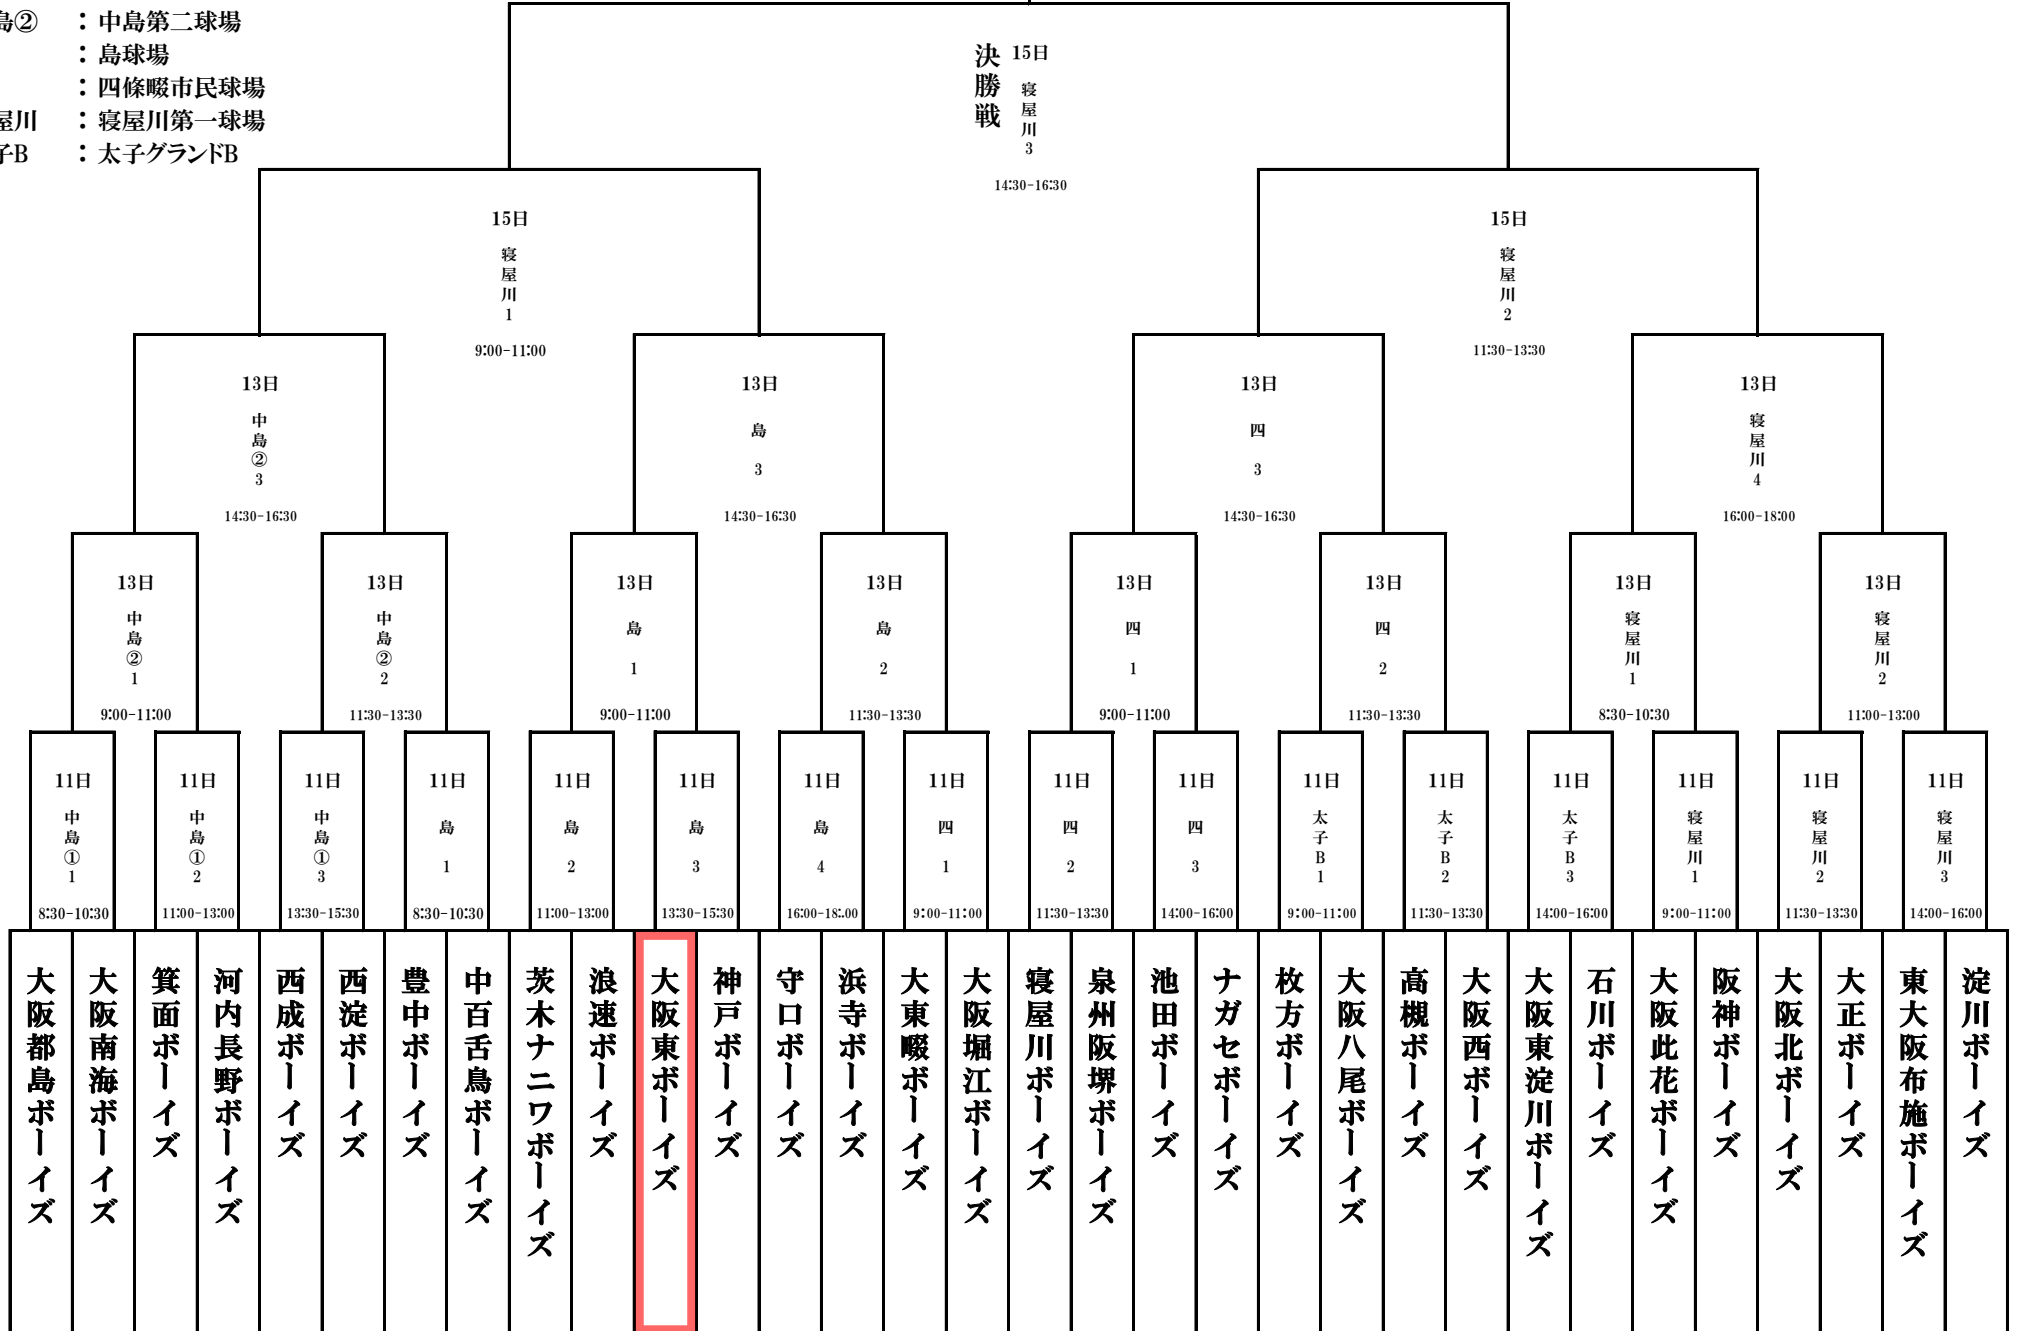 島② ：中島第二球場
：島球場
：四條畷市民球場
屋川 ：寝屋川第一球場
子B ：太子グランドB
決勝戦
15日
寝屋川3
14:30-16:30
15日
寝屋川1
9:00-11:00
15日
寝屋川2
11:30-13:30
13日
中島②3
14:30-16:30
13日
島3
14:30-16:30
13日
四3
14:30-16:30
13日
寝屋川4
16:00-18:00
13日
中島②1
9:00-11:00
13日
中島②2
11:30-13:30
13日
島1
9:00-11:00
13日
島2
11:30-13:30
13日
四1
9:00-11:00
13日
四2
11:30-13:30
13日
寝屋川1
8:30-10:30
13日
寝屋川2
11:00-13:00
11日
中島①1
8:30-10:30
11日
中島①2
11:00-13:00
11日
中島①3
13:30-15:30
11日
島1
8:30-10:30
11日
島2
11:00-13:00
11日
島3
13:30-15:30
11日
島4
16:00-18:.00
11日
四1
9:00-11:00
11日
四2
11:30-13:30
11日
四3
14:00-16:00
11日
太子B1
9:00-11:00
11日
太子B2
11:30-13:30
11日
太子B3
14:00-16:00
11日
寝屋川1
9:00-11:00
11日
寝屋川2
11:30-13:30
11日
寝屋川3
14:00-16:00
大阪都島ボーイズ
大阪南海ボーイズ
箕面ボーイズ
河内長野ボーイズ
西成ボーイズ
西淀ボーイズ
豊中ボーイズ
中百舌鳥ボーイズ
茨木ナニワボーイズ
浪速ボーイズ
大阪東ボーイズ
神戸ボーイズ
守口ボーイズ
浜寺ボーイズ
大東畷ボーイズ
大阪堀江ボーイズ
寝屋川ボーイズ
泉州阪堺ボーイズ
池田ボーイズ
ナガセボーイズ
枚方ボーイズ
大阪八尾ボーイズ
高槻ボーイズ
大阪西ボーイズ
大阪東淀川ボーイズ
石川ボーイズ
大阪此花ボーイズ
阪神ボーイズ
大阪北ボーイズ
大正ボーイズ
東大阪布施ボーイズ
淀川ボーイズ